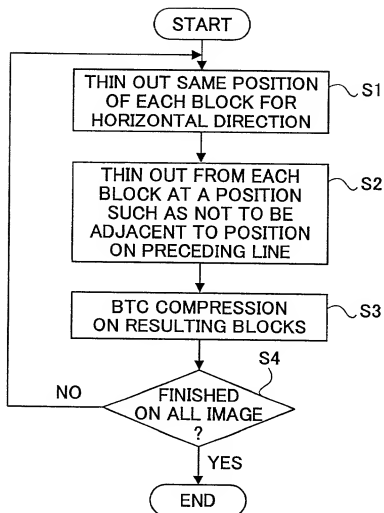 START
THIN OUT SAME POSITION
OF EACH BLOCK FOR
HORIZONTAL DIRECTION
S1
THIN OUT FROM EACH
BLOCK AT A POSITION
SUCH AS NOT TO BE
ADJACENT TO POSITION
ON PRECEDING LINE
S2
BTC COMPRESSION
ON RESULTING BLOCKS
S3
S4
NO
FINISHED
ON ALL IMAGE
?
YES
END